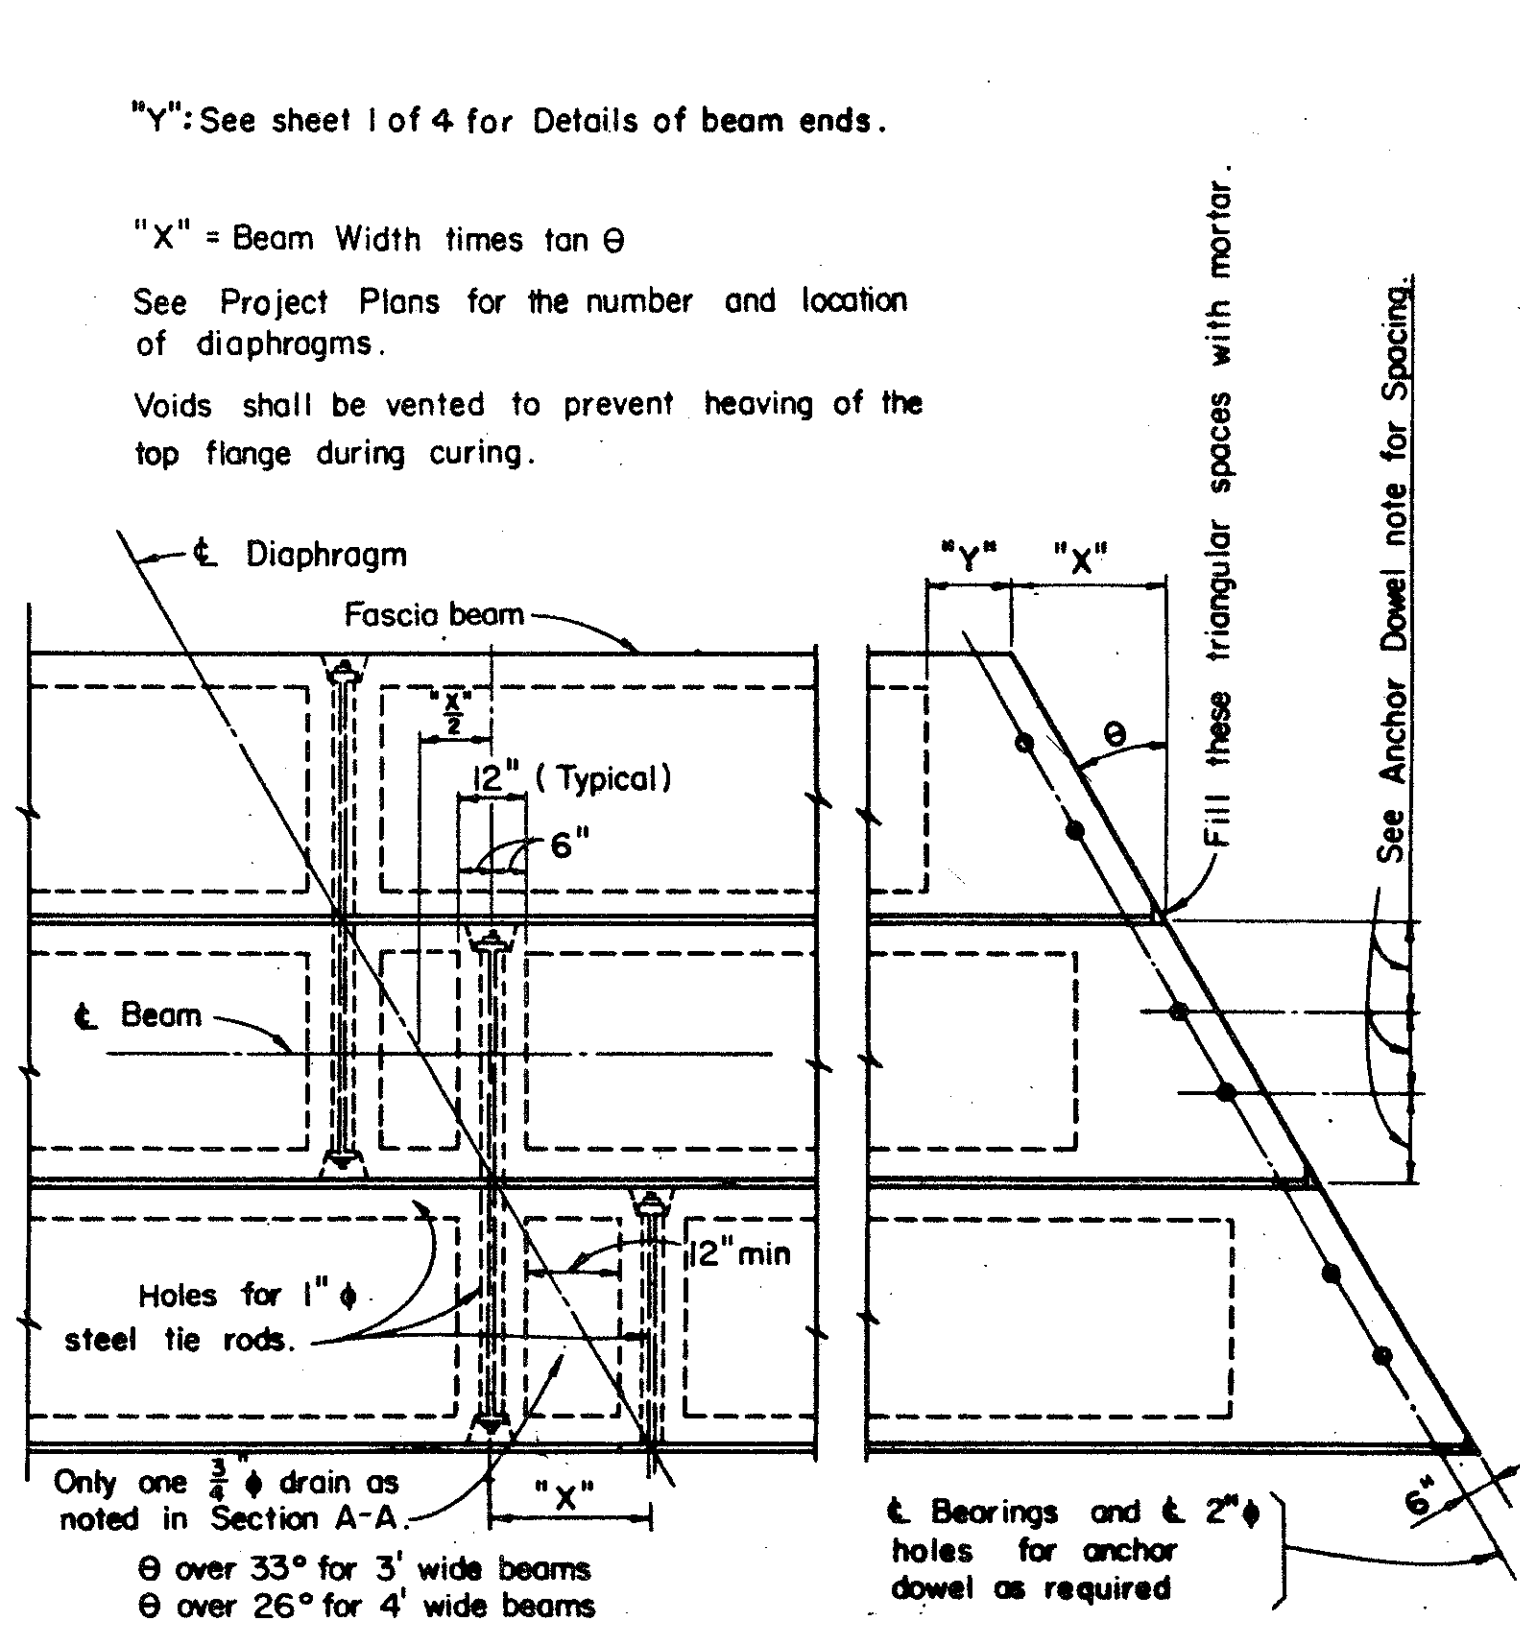 "Y": See sheet 1 of 4 for Details of beam ends.
"X" = Beam Width times tan θ
See Project Plans for the number and location
of diaphragms.
Voids shall be vented to prevent heaving of the
top flange during curing.
Fill these triangular spaces with mortar.
See Anchor Dowel note for Spacing.
℄ Diaphragm
Fascia beam
"Y"
"X"
"X"
2
θ
12" (Typical)
6"
℄ Beam
12" min
Holes for 1" ϕ
steel tie rods.
Only one 3/4" ϕ drain as
noted in Section A-A.
"X"
θ over 33° for 3' wide beams
θ over 26° for 4' wide beams
6"
℄ Bearings and ℄ 2" ϕ
holes for anchor
dowel as required